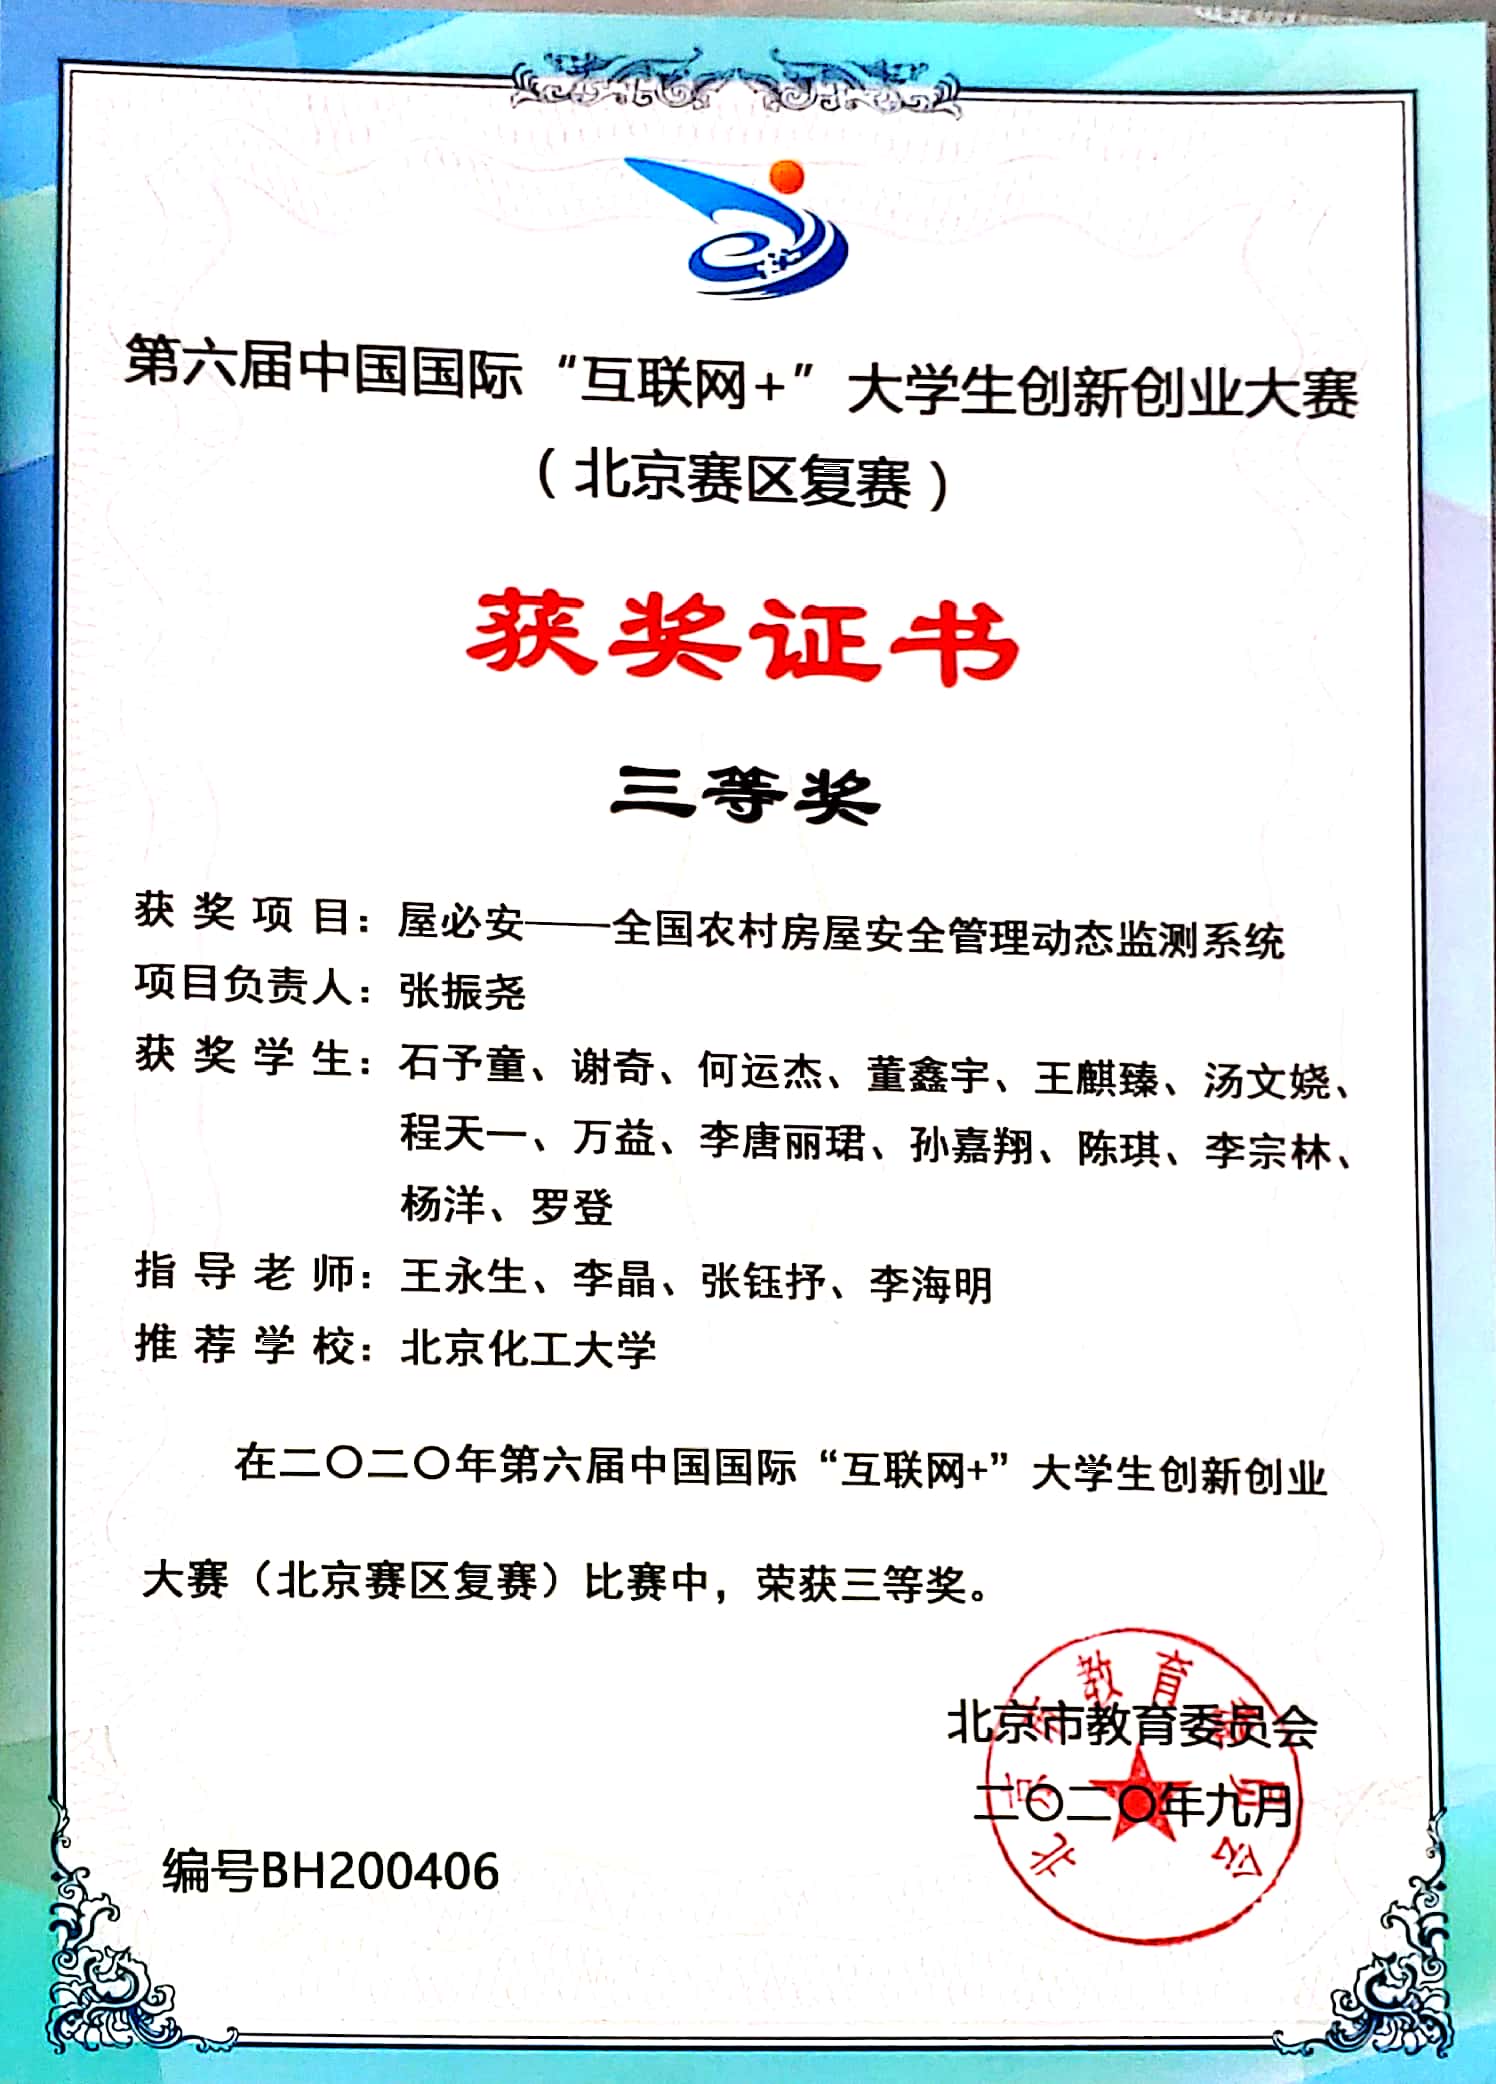 第六届中国国际“互联网+”大学生创新创业大赛
（北京赛区复赛）
获奖证书
三等奖
获奖项目：屋必安——全国农村房屋安全管理动态监测系统
项目负责人：张振尧
获奖学生：石予童、谢奇、何运杰、董鑫宇、王麒臻、汤文娆、
程天一、万益、李唐丽珺、孙嘉翔、陈琪、李宗林、
杨洋、罗登
指导老师：王永生、李晶、张钰抒、李海明
推荐学校：北京化工大学
在二〇二〇年第六届中国国际“互联网+”大学生创新创业
大赛（北京赛区复赛）比赛中，荣获三等奖。
北京市教育委员会
北京市教育委员会
二〇二〇年九月
编号BH200406